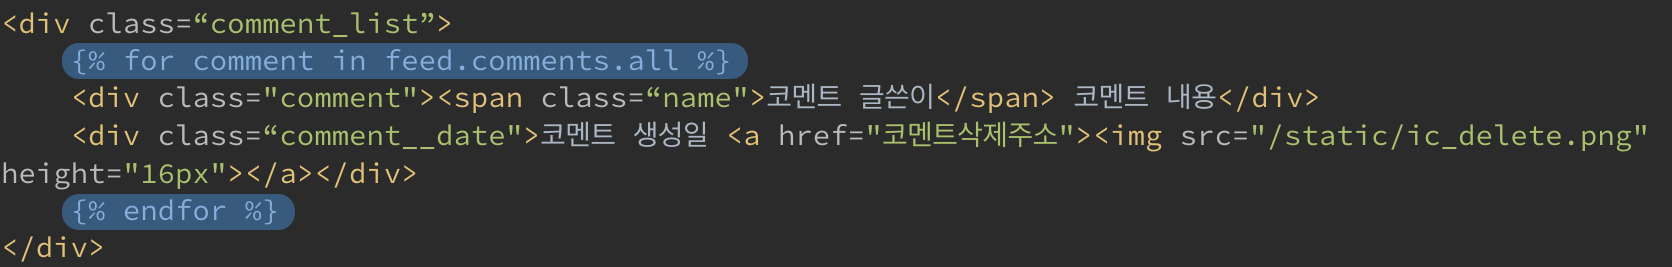 <div class=“comment_list”>
{% for comment in feed.comments.all %}
<div class="comment"><span class=“name">코멘트 글쓴이</span> 코멘트 내용</div>
<div class=“comment__date">코멘트 생성일 <a href="코멘트삭제주소"><img src="/static/ic_delete.png"
height="16px"></a></div>
{% endfor %}
</div>